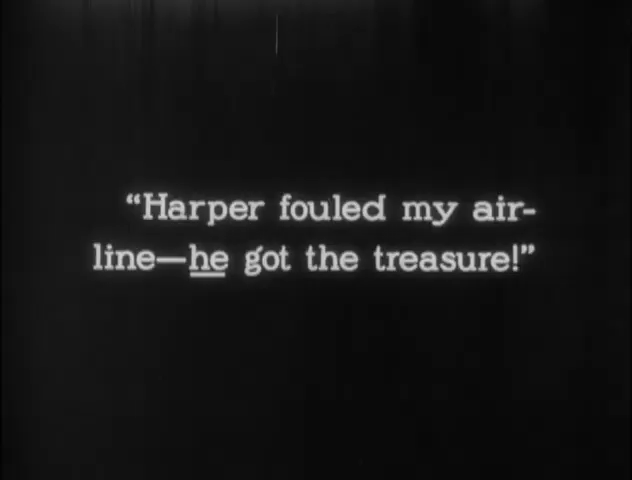 “Harper fouled my air-
line—he got the treasure!”